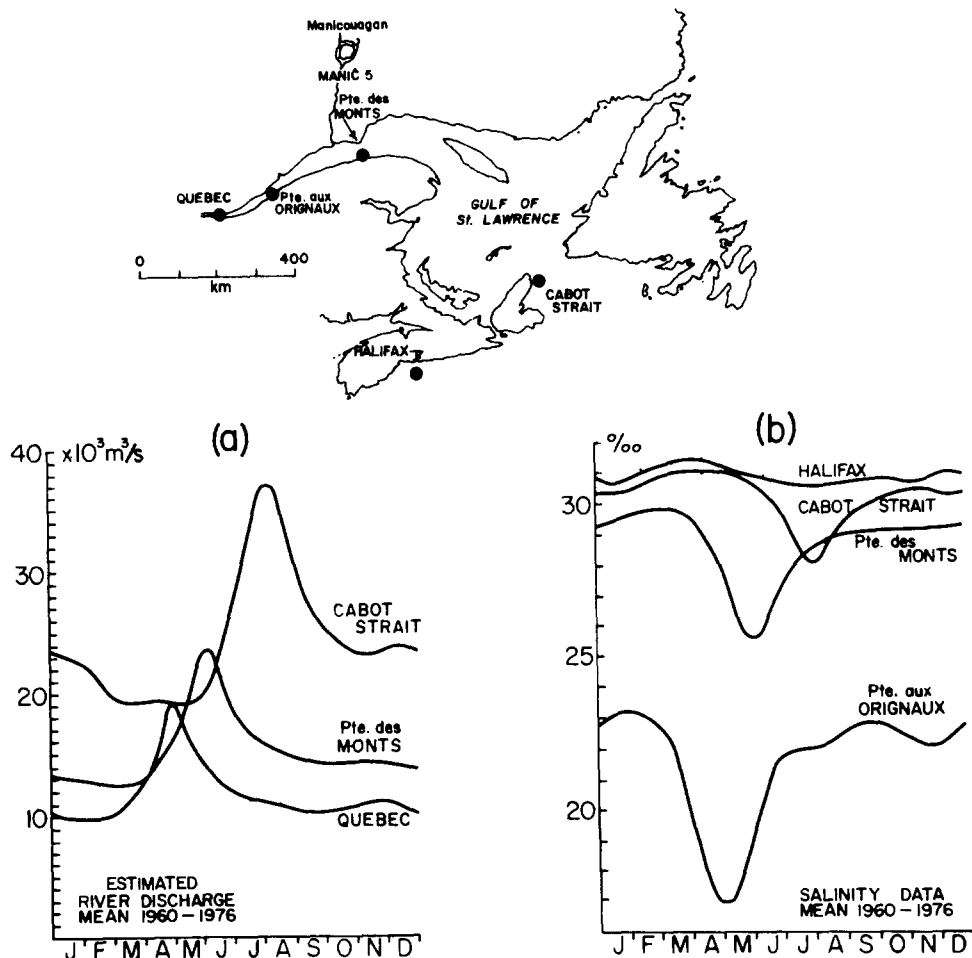 Manicouagan
MANIC 5
Pte. des
MONTS
QUEBEC
Pte. aux
ORIGNAUX
GULF OF
St. LAWRENCE
0 400
km
CABOT
STRAIT
HALIFAX
(a)
40 x10³m³/s
30
20
10
CABOT
STRAIT
Pte. des
MONTS
QUEBEC
ESTIMATED
RIVER DISCHARGE
MEAN 1960-1976
J F M A M J J A S O N D
(b)
‰
30
25
20
HALIFAX
CABOT STRAIT
Pte. des
MONTS
Pte. aux
ORIGNAUX
SALINITY DATA
MEAN 1960-1976
J F M A M J J A S O N D